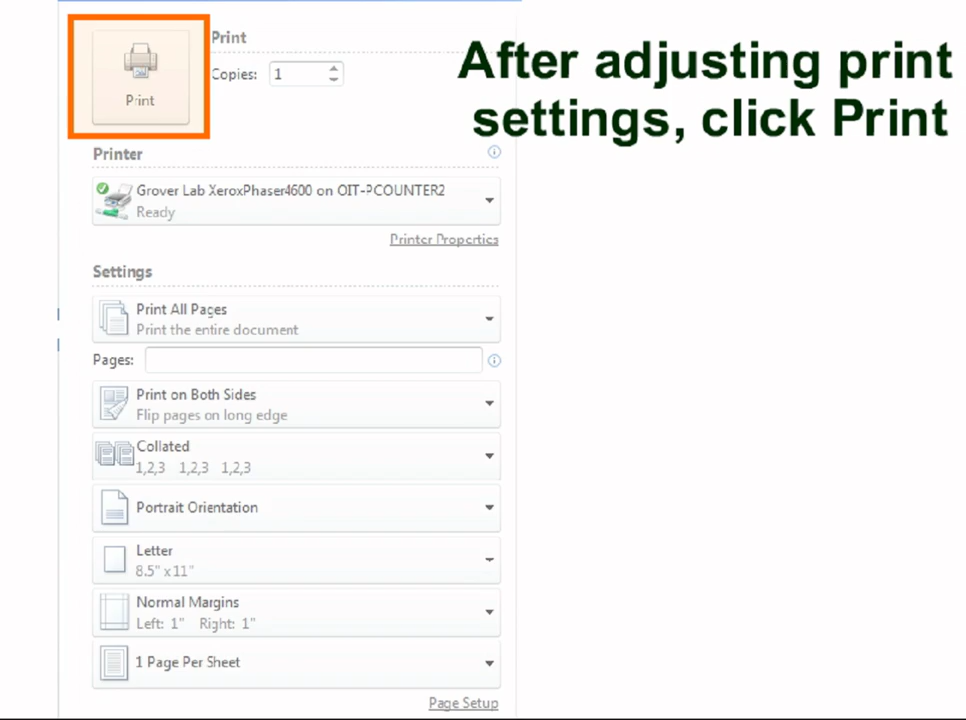 Print
After adjusting print
settings, click Print
Copies: 1
Print
Printer
Grover Lab XeroxPhaser4600 on OIT-PCOUNTER2
Ready
Printer Properties
Settings
Print All Pages
Print the entire document
Pages:
Print on Both Sides
Flip pages on long edge
Collated
1,2,3 1,2,3 1,2,3
Portrait Orientation
Letter
8.5" x 11"
Normal Margins
Left: 1" Right: 1"
1 Page Per Sheet
Page Setup